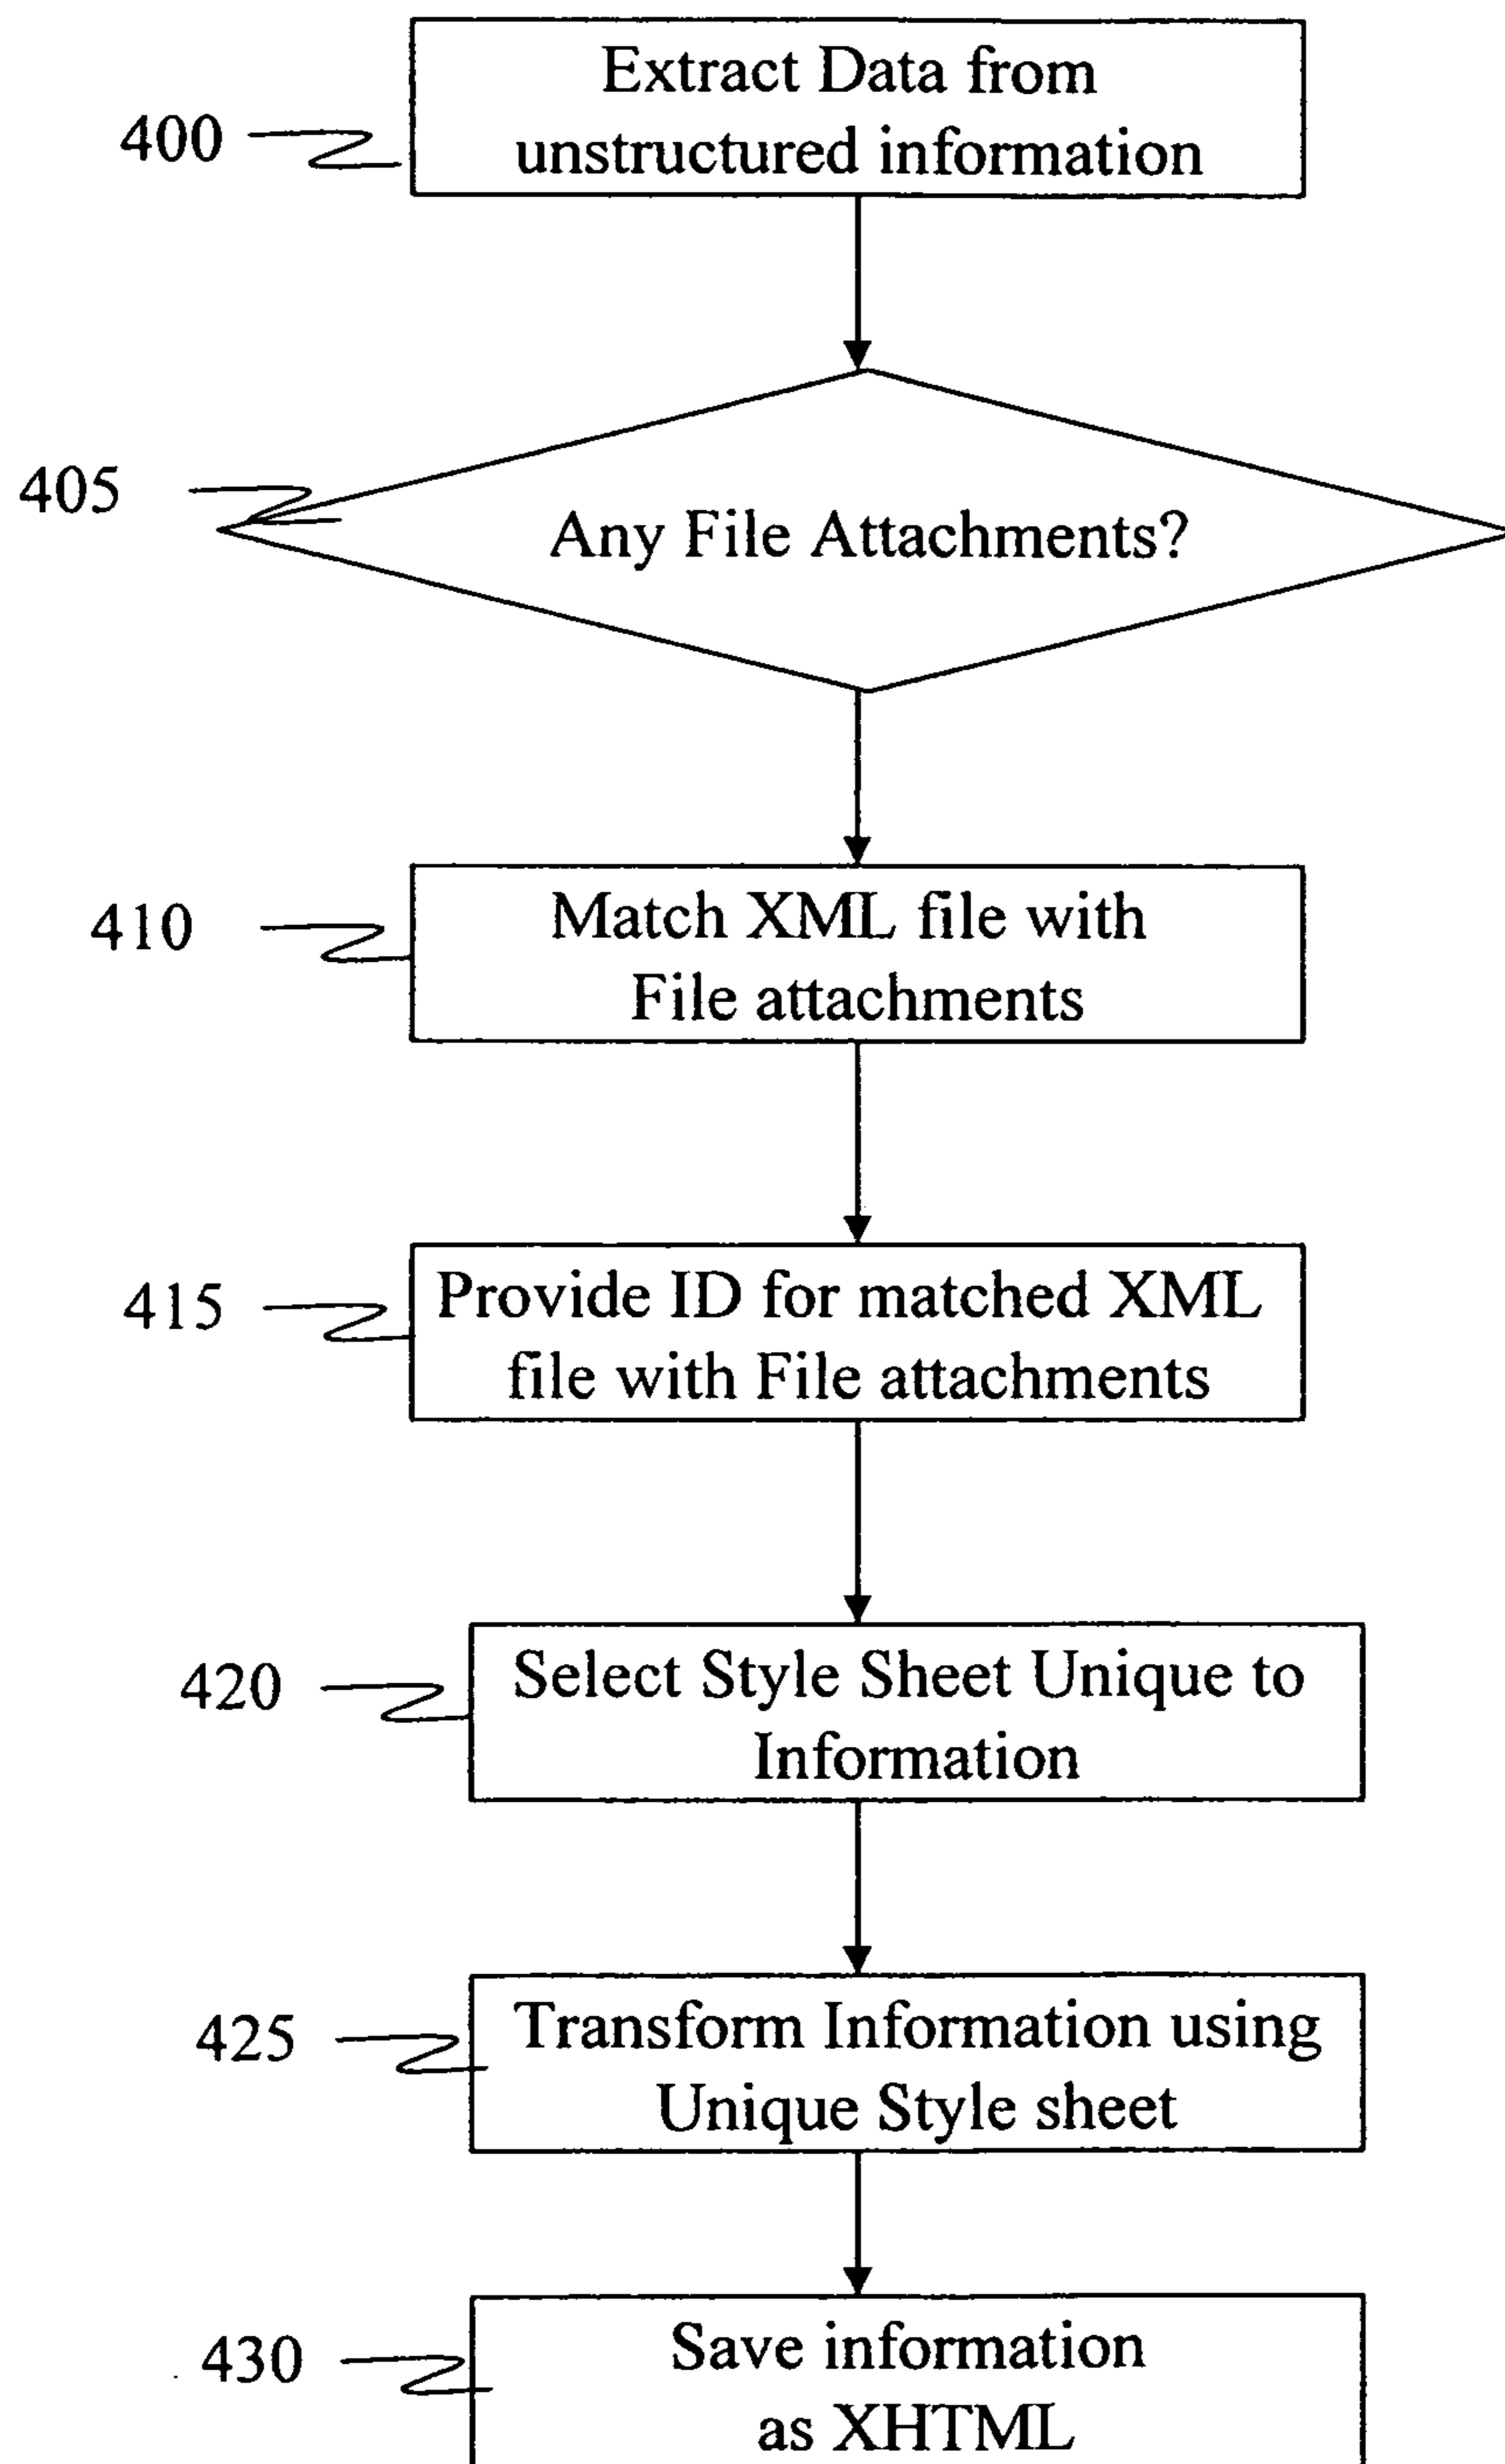 Extract Data from
unstructured information
400
405
Any File Attachments?
410
Match XML file with
File attachments
415
Provide ID for matched XML
file with File attachments
420
Select Style Sheet Unique to
Information
425
Transform Information using
Unique Style sheet
430
Save information
as XHTML